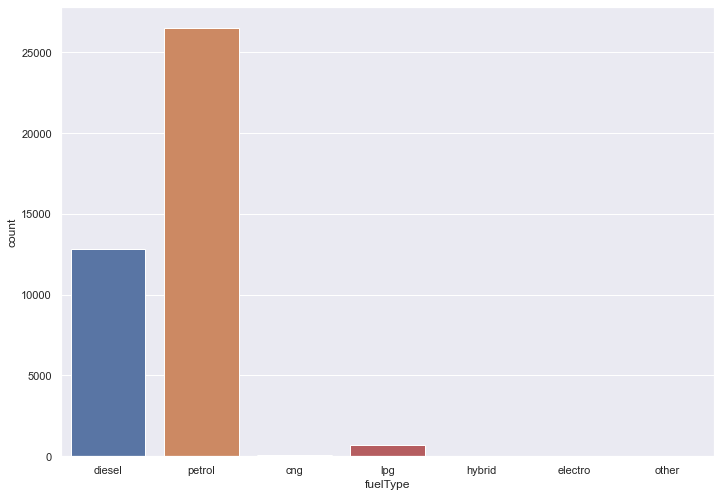 25000
20000
15000
10000
5000
0
count
diesel petrol cng lpg hybrid electro other
fuelType